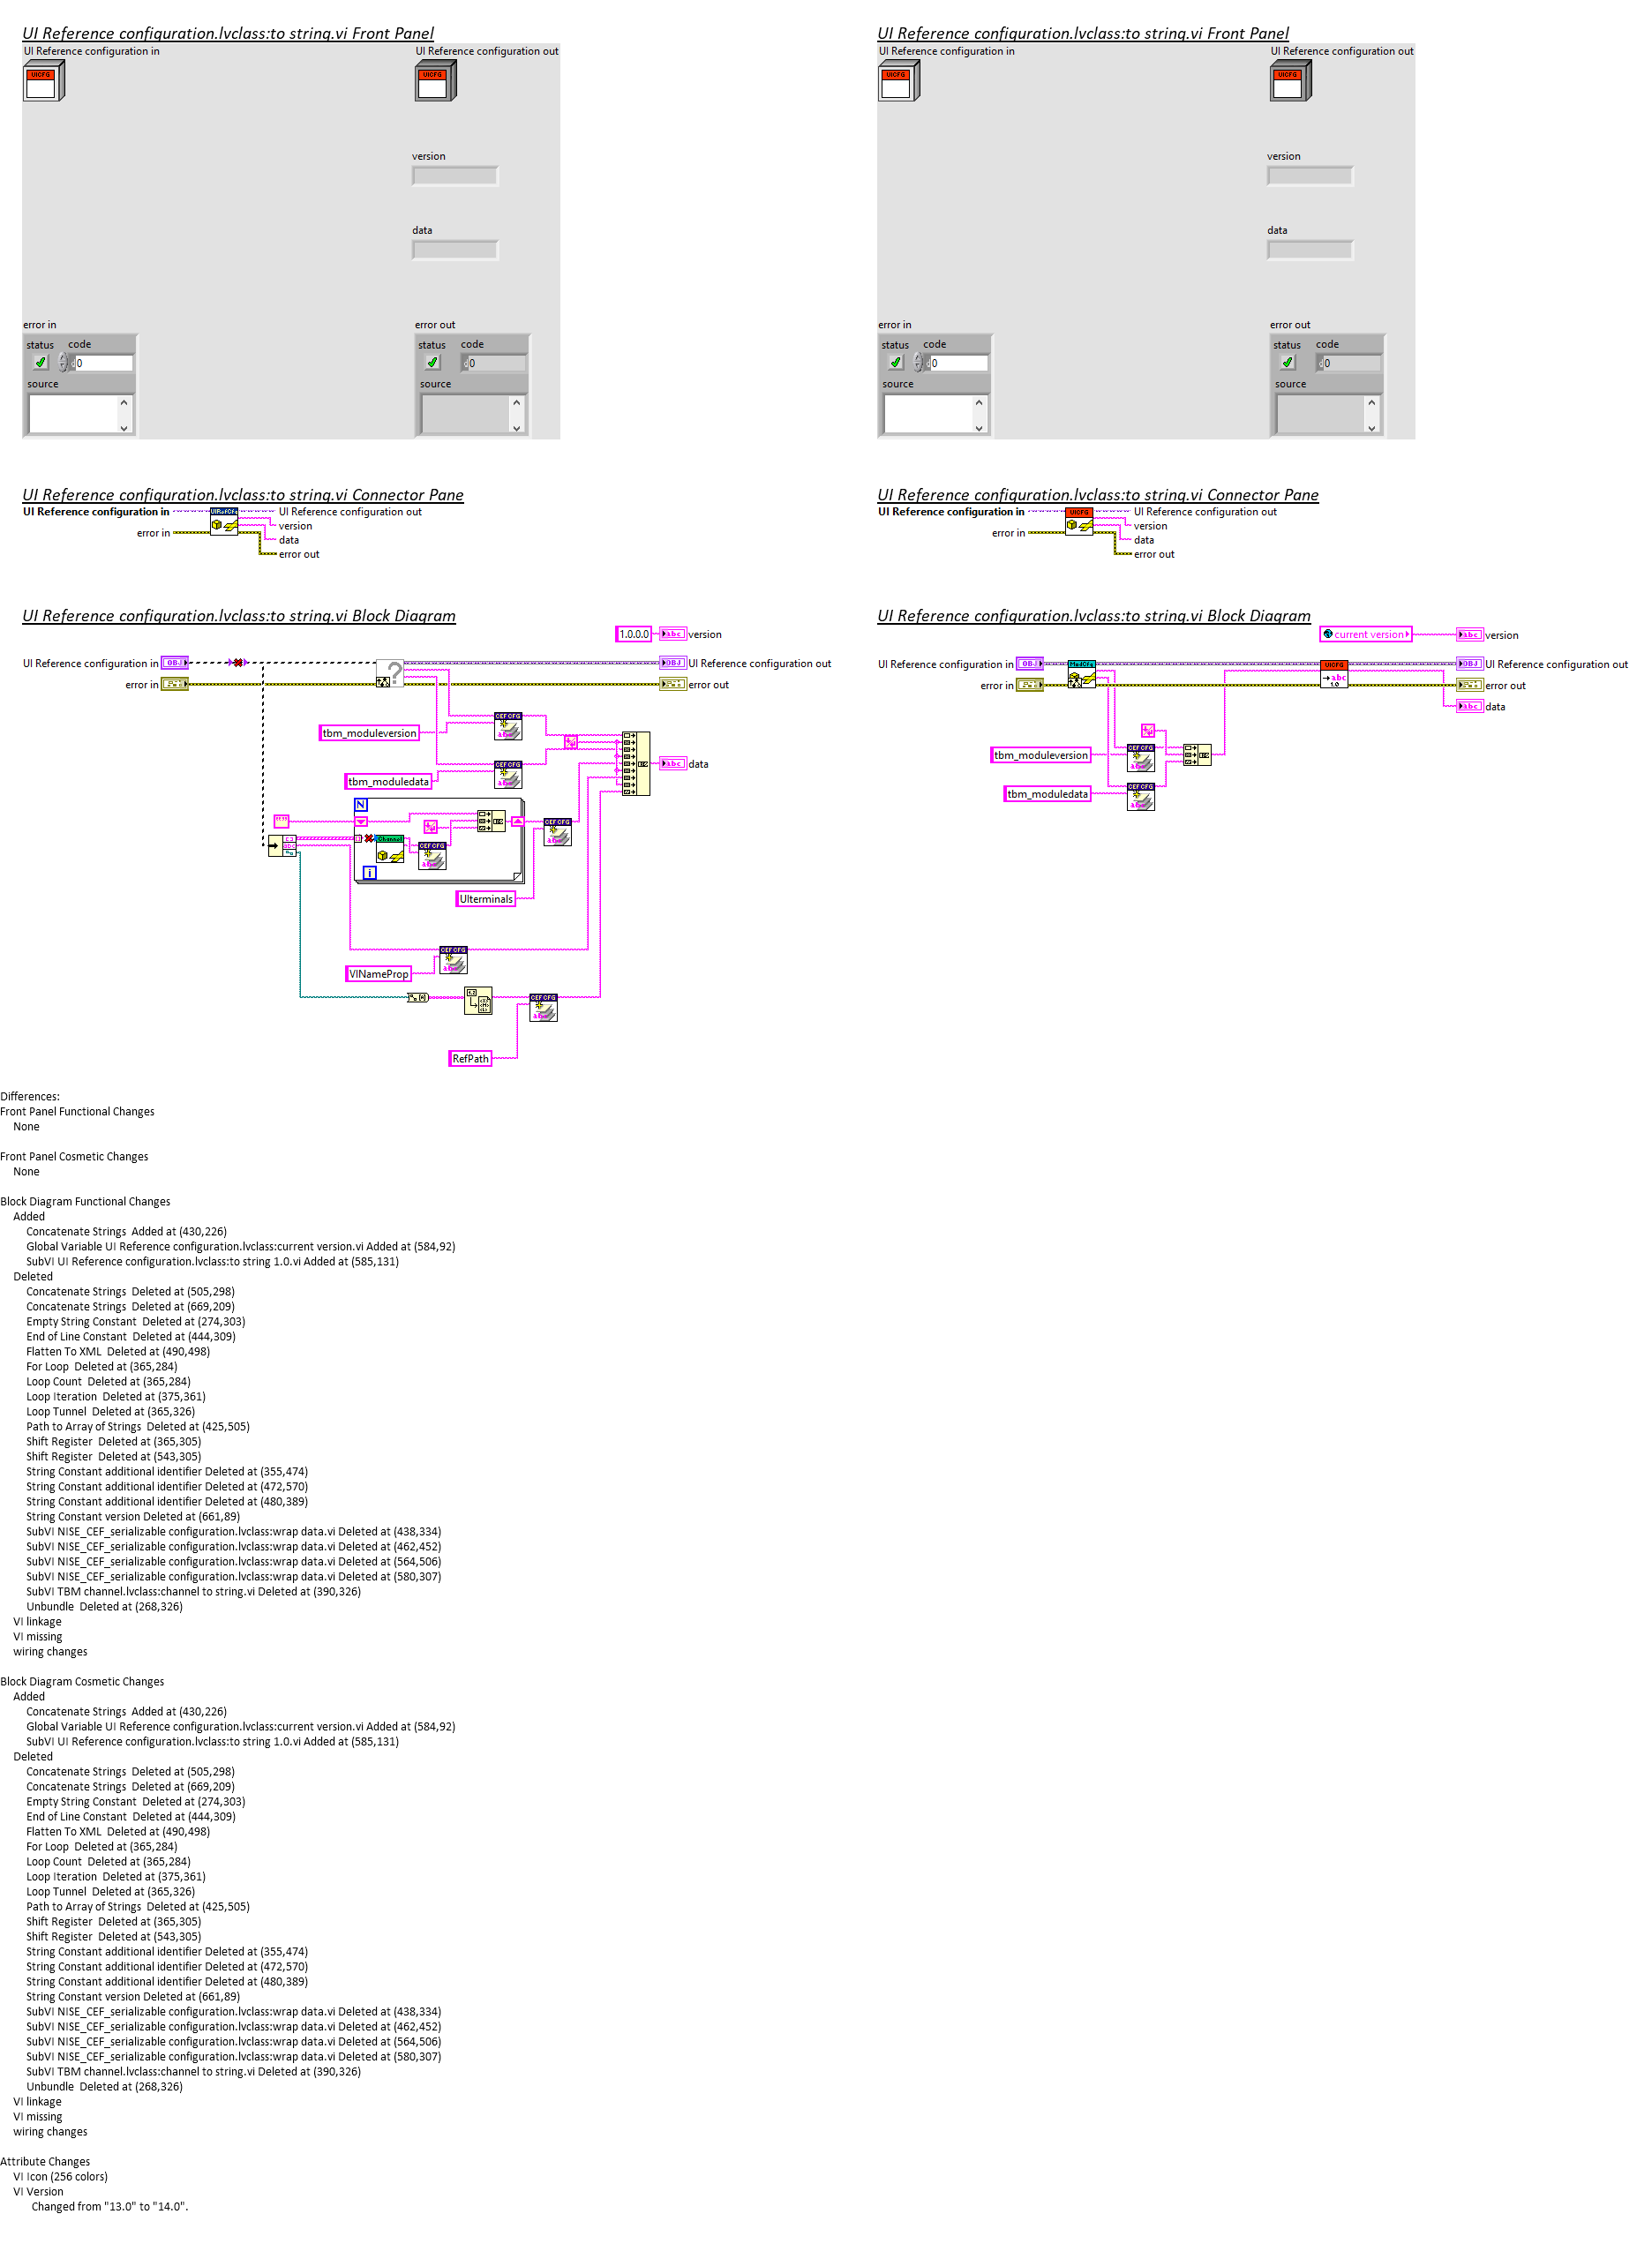 UI Reference configuration.lvclass:to string.vi Front Panel
UI Reference configuration in
UI Reference configuration out
UICFG
UICFG
version
data
error in
error out
status code
0
source
status code
0
source
UI Reference configuration.lvclass:to string.vi Connector Pane
UI Reference configuration in
UI Reference configuration out
version
data
error in
error out
UI Reference configuration.lvclass:to string.vi Block Diagram
1.0.0.0
abc
version
UI Reference configuration in
OBJ
OBJ
UI Reference configuration out
error in
error out
CEF CFG
tbm_moduleversion
abc
data
CEF CFG
tbm_moduledata
N
CEF CFG
Channel
CEF CFG
i
UIterminals
CEF CFG
VINameProp
CEF CFG
RefPath
UI Reference configuration.lvclass:to string.vi Front Panel
UI Reference configuration in
UI Reference configuration out
UICFG
UICFG
version
data
error in
error out
status code
0
source
status code
0
source
UI Reference configuration.lvclass:to string.vi Connector Pane
UI Reference configuration in
UICFG
UI Reference configuration out
version
data
error in
error out
UI Reference configuration.lvclass:to string.vi Block Diagram
current version
abc
version
UI Reference configuration in
OBJ
ModCfg
UICFG
OBJ
UI Reference configuration out
error in
abc
1.0
error out
abc
data
CEF CFG
tbm_moduleversion
CEF CFG
tbm_moduledata
Differences:
Front Panel Functional Changes
None
Front Panel Cosmetic Changes
None
Block Diagram Functional Changes
Added
Concatenate Strings  Added at (430,226)
Global Variable UI Reference configuration.lvclass:current version.vi Added at (584,92)
SubVI UI Reference configuration.lvclass:to string 1.0.vi Added at (585,131)
Deleted
Concatenate Strings  Deleted at (505,298)
Concatenate Strings  Deleted at (669,209)
Empty String Constant  Deleted at (274,303)
End of Line Constant  Deleted at (444,309)
Flatten To XML  Deleted at (490,498)
For Loop  Deleted at (365,284)
Loop Count  Deleted at (365,284)
Loop Iteration  Deleted at (375,361)
Loop Tunnel  Deleted at (365,326)
Path to Array of Strings  Deleted at (425,505)
Shift Register  Deleted at (365,305)
Shift Register  Deleted at (543,305)
String Constant additional identifier Deleted at (355,474)
String Constant additional identifier Deleted at (472,570)
String Constant additional identifier Deleted at (480,389)
String Constant version Deleted at (661,89)
SubVI NISE_CEF_serializable configuration.lvclass:wrap data.vi Deleted at (438,334)
SubVI NISE_CEF_serializable configuration.lvclass:wrap data.vi Deleted at (462,452)
SubVI NISE_CEF_serializable configuration.lvclass:wrap data.vi Deleted at (564,506)
SubVI NISE_CEF_serializable configuration.lvclass:wrap data.vi Deleted at (580,307)
SubVI TBM channel.lvclass:channel to string.vi Deleted at (390,326)
Unbundle  Deleted at (268,326)
VI linkage
VI missing
wiring changes
Block Diagram Cosmetic Changes
Added
Concatenate Strings  Added at (430,226)
Global Variable UI Reference configuration.lvclass:current version.vi Added at (584,92)
SubVI UI Reference configuration.lvclass:to string 1.0.vi Added at (585,131)
Deleted
Concatenate Strings  Deleted at (505,298)
Concatenate Strings  Deleted at (669,209)
Empty String Constant  Deleted at (274,303)
End of Line Constant  Deleted at (444,309)
Flatten To XML  Deleted at (490,498)
For Loop  Deleted at (365,284)
Loop Count  Deleted at (365,284)
Loop Iteration  Deleted at (375,361)
Loop Tunnel  Deleted at (365,326)
Path to Array of Strings  Deleted at (425,505)
Shift Register  Deleted at (365,305)
Shift Register  Deleted at (543,305)
String Constant additional identifier Deleted at (355,474)
String Constant additional identifier Deleted at (472,570)
String Constant additional identifier Deleted at (480,389)
String Constant version Deleted at (661,89)
SubVI NISE_CEF_serializable configuration.lvclass:wrap data.vi Deleted at (438,334)
SubVI NISE_CEF_serializable configuration.lvclass:wrap data.vi Deleted at (462,452)
SubVI NISE_CEF_serializable configuration.lvclass:wrap data.vi Deleted at (564,506)
SubVI NISE_CEF_serializable configuration.lvclass:wrap data.vi Deleted at (580,307)
SubVI TBM channel.lvclass:channel to string.vi Deleted at (390,326)
Unbundle  Deleted at (268,326)
VI linkage
VI missing
wiring changes
Attribute Changes
VI Icon (256 colors)
VI Version
Changed from "13.0" to "14.0".